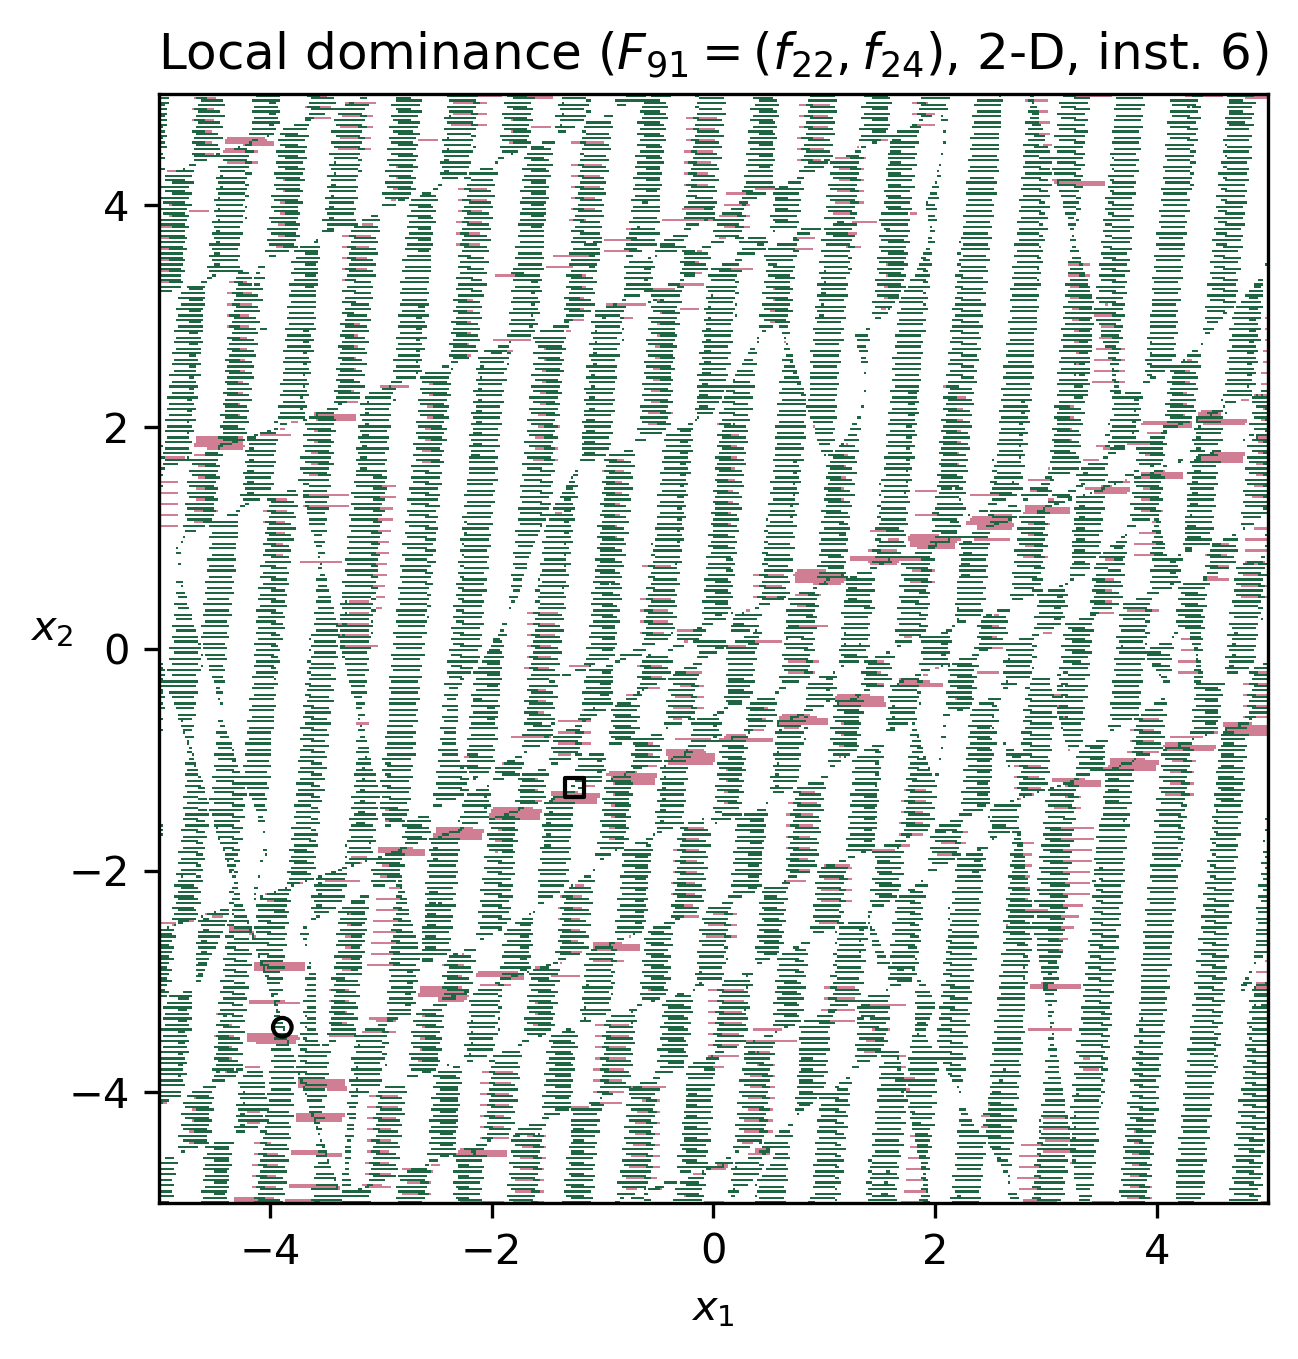 Local dominance (F₉₁ = (f₂₂, f₂₄), 2-D, inst. 6)
4
2
x₂
0
−2
−4
−4 −2 0 2 4
x₁